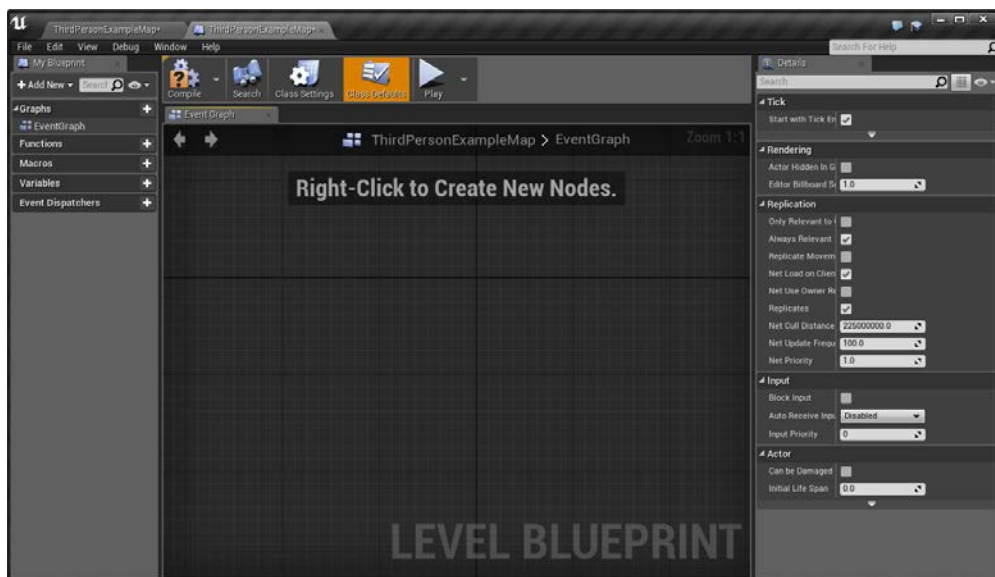 ThirdPersonExampleMap*
ThirdPersonExampleMap*
File Edit View Debug Window Help
Search For Help
My Blueprint
Details
+ Add New
Search
Compile
Search
Class Settings
Class Defaults
Play
Search
Graphs
EventGraph
Functions
Macros
Variables
Event Dispatchers
Event Graph
ThirdPersonExampleMap > EventGraph
Zoom 1:1
Right-Click to Create New Nodes.
LEVEL BLUEPRINT
Tick
Start with Tick En
Rendering
Actor Hidden In G
Editor Billboard Sc 1.0
Replication
Only Relevant to
Always Relevant
Replicate Movem
Net Load on Clien
Net Use Owner Re
Replicates
Net Cull Distance 225000000.0
Net Update Frequ 100.0
Net Priority 1.0
Input
Block Input
Auto Receive Inpu Disabled
Input Priority 0
Actor
Can be Damaged
Initial Life Span 0.0